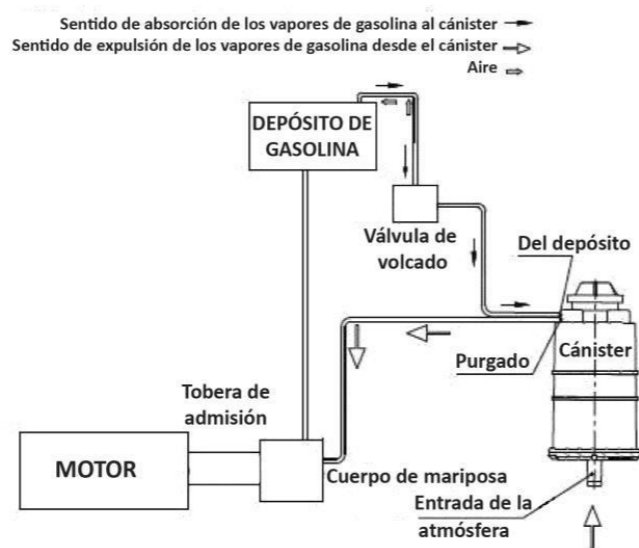 Sentido de absorción de los vapores de gasolina al cánister
Sentido de expulsión de los vapores de gasolina desde el cánister
Aire
DEPÓSITO DE
GASOLINA
Válvula de
volcado
Del depósito
Purgado
Cánister
Tobera de
admisión
MOTOR
Cuerpo de mariposa
Entrada de la
atmósfera